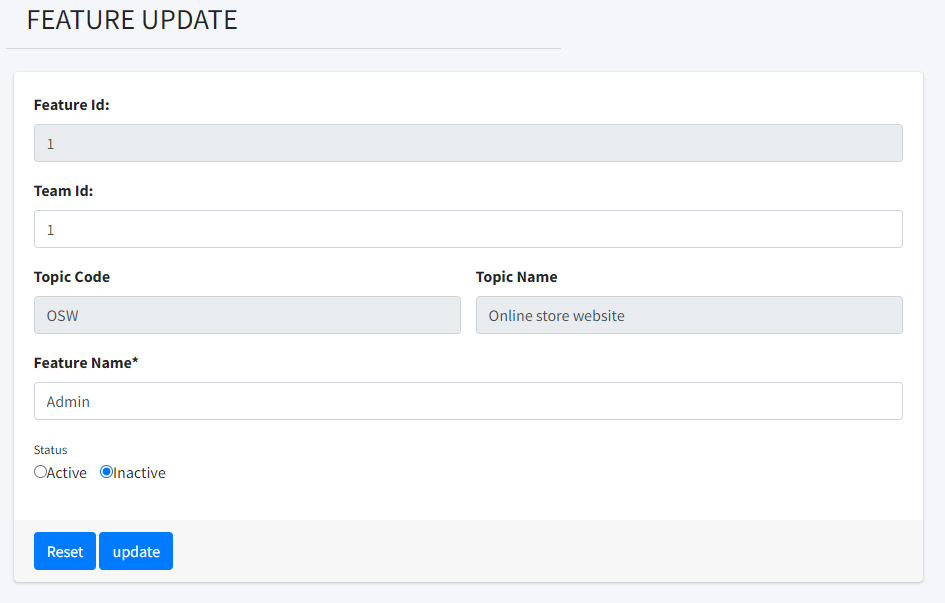 FEATURE UPDATE
Feature Id:
1
Team Id:
1
Topic Code
Topic Name
OSW
Online store website
Feature Name*
Admin
Status
Active Inactive
Reset update